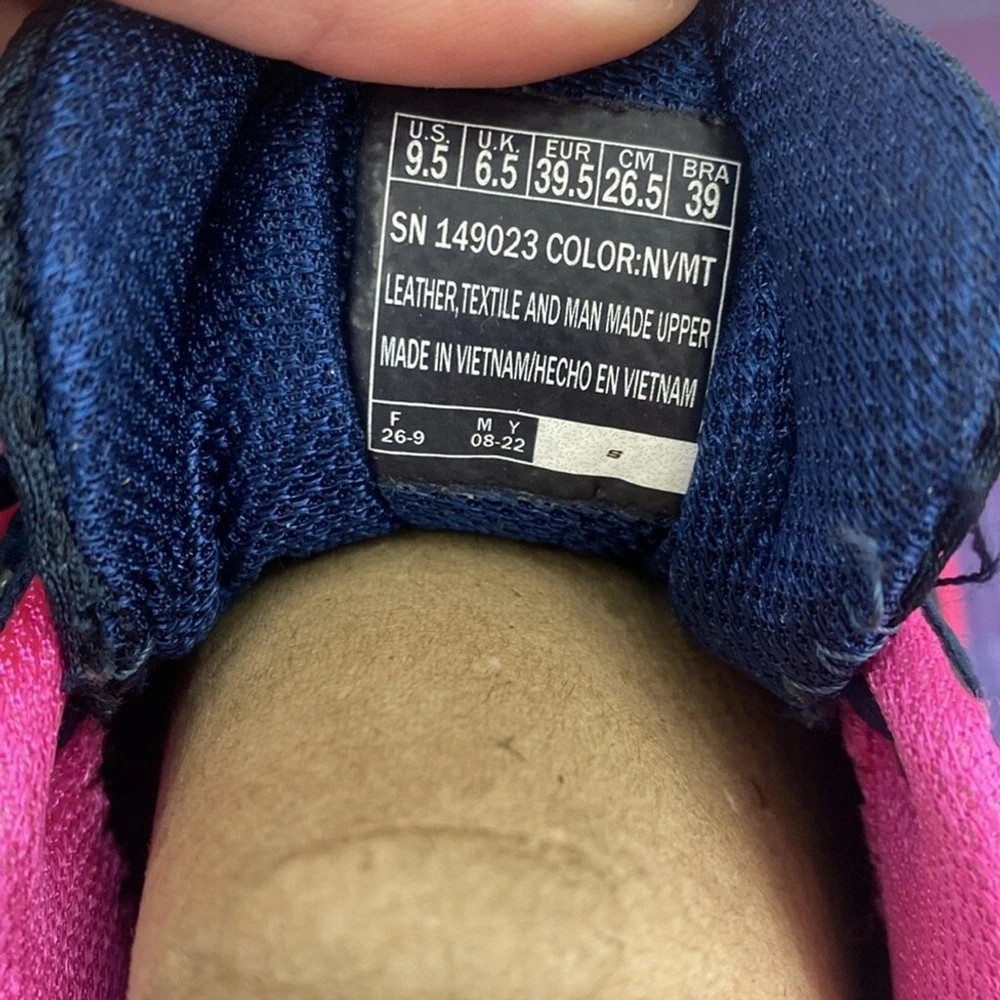 U.S. U.K. EUR CM BRA
9.5 6.5 39.5 26.5 39
SN 149023 COLOR:NVMT
LEATHER,TEXTILE AND MAN MADE UPPER
MADE IN VIETNAM/HECHO EN VIETNAM
F M Y
26-9 08-22
S